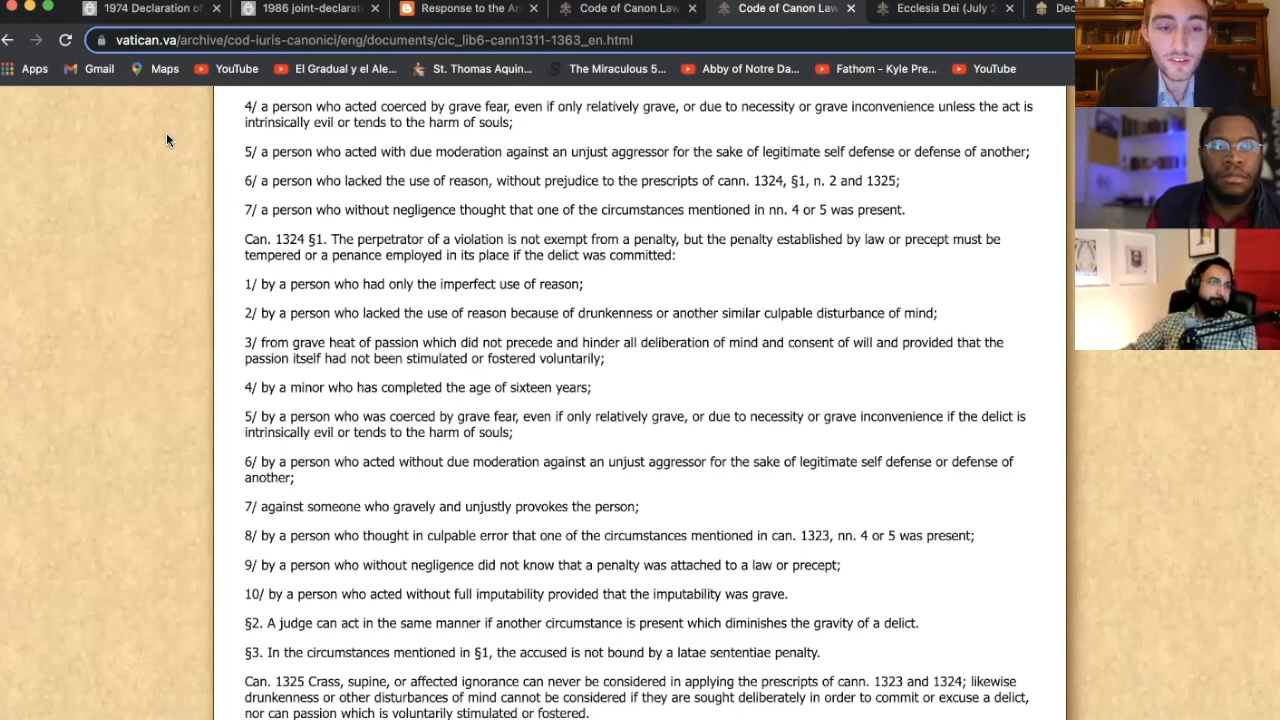 1974 Declaration of
1986 joint-declarati
Response to the Ar
Code of Canon Law
Code of Canon Law
Ecclesia Dei (July 2
Dec
vatican.va/archive/cod-iuris-canonici/eng/documents/cic_lib6-cann1311-1363_en.html
Apps
Gmail
Maps
YouTube
El Gradual y el Ale...
St. Thomas Aquin...
The Miraculous 5...
Abby of Notre Da...
Fathom - Kyle Pre...
YouTube
4/ a person who acted coerced by grave fear, even if only relatively grave, or due to necessity or grave inconvenience unless the act is
intrinsically evil or tends to the harm of souls;
5/ a person who acted with due moderation against an unjust aggressor for the sake of legitimate self defense or defense of another;
6/ a person who lacked the use of reason, without prejudice to the prescripts of cann. 1324, §1, n. 2 and 1325;
7/ a person who without negligence thought that one of the circumstances mentioned in nn. 4 or 5 was present.
Can. 1324 §1. The perpetrator of a violation is not exempt from a penalty, but the penalty established by law or precept must be
tempered or a penance employed in its place if the delict was committed:
1/ by a person who had only the imperfect use of reason;
2/ by a person who lacked the use of reason because of drunkenness or another similar culpable disturbance of mind;
3/ from grave heat of passion which did not precede and hinder all deliberation of mind and consent of will and provided that the
passion itself had not been stimulated or fostered voluntarily;
4/ by a minor who has completed the age of sixteen years;
5/ by a person who was coerced by grave fear, even if only relatively grave, or due to necessity or grave inconvenience if the delict is
intrinsically evil or tends to the harm of souls;
6/ by a person who acted without due moderation against an unjust aggressor for the sake of legitimate self defense or defense of
another;
7/ against someone who gravely and unjustly provokes the person;
8/ by a person who thought in culpable error that one of the circumstances mentioned in can. 1323, nn. 4 or 5 was present;
9/ by a person who without negligence did not know that a penalty was attached to a law or precept;
10/ by a person who acted without full imputability provided that the imputability was grave.
§2. A judge can act in the same manner if another circumstance is present which diminishes the gravity of a delict.
§3. In the circumstances mentioned in §1, the accused is not bound by a latae sententiae penalty.
Can. 1325 Crass, supine, or affected ignorance can never be considered in applying the prescripts of cann. 1323 and 1324; likewise
drunkenness or other disturbances of mind cannot be considered if they are sought deliberately in order to commit or excuse a delict,
nor can passion which is voluntarily stimulated or fostered.